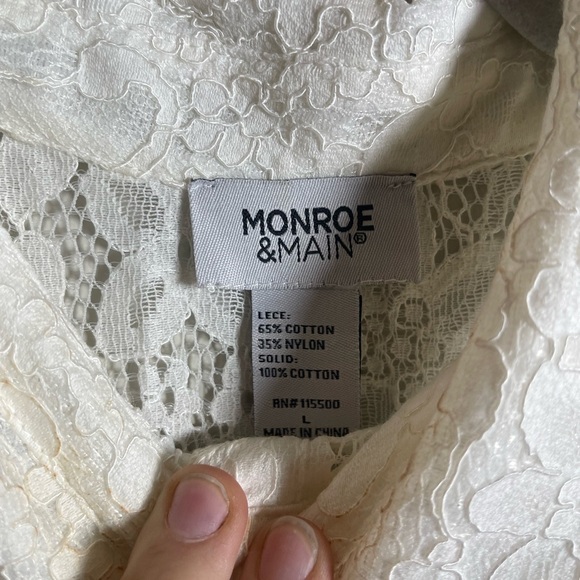 MONROE
&MAIN®
LECE:
65% COTTON
35% NYLON
SOLID:
100% COTTON
RN#115500
L
MADE IN CHINA